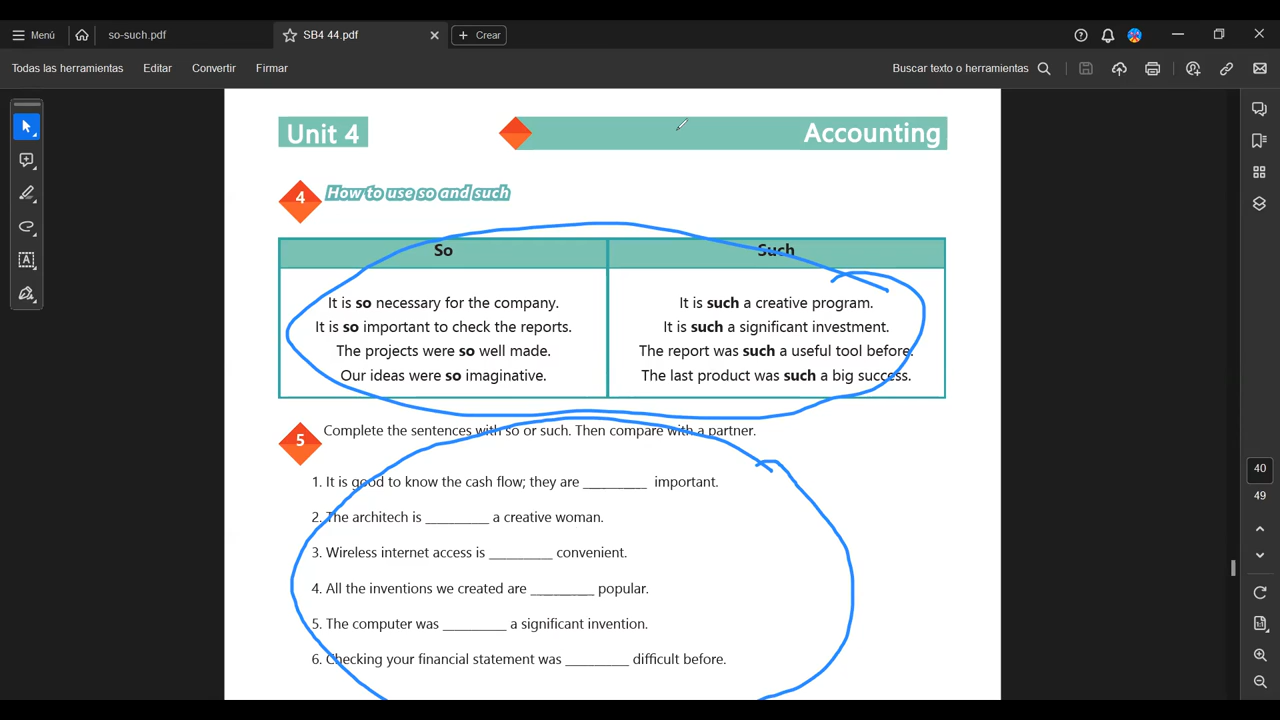 Menú
so-such.pdf
SB4 44.pdf
Crear
Todas las herramientas
Editar
Convertir
Firmar
Buscar texto o herramientas
Unit 4
Accounting
4
How to use so and such
So
Such
It is so necessary for the company.
It is so important to check the reports.
The projects were so well made.
Our ideas were so imaginative.
It is such a creative program.
It is such a significant investment.
The report was such a useful tool before.
The last product was such a big success.
5
Complete the sentences with so or such. Then compare with a partner.
1. It is good to know the cash flow; they are __________ important.
2. The architech is __________ a creative woman.
3. Wireless internet access is __________ convenient.
4. All the inventions we created are __________ popular.
5. The computer was __________ a significant invention.
6. Checking your financial statement was __________ difficult before.
40
49